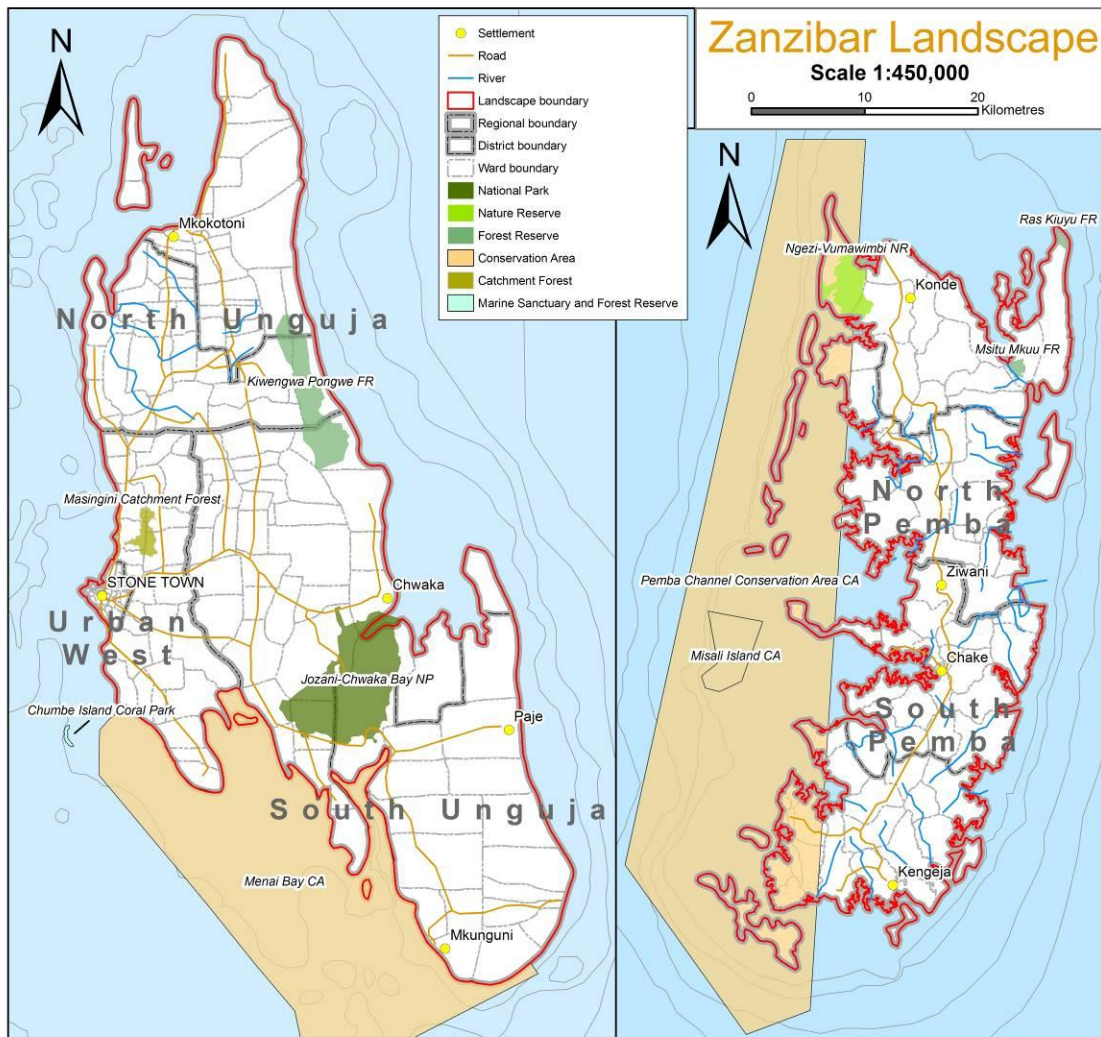 Zanzibar Landscape
Scale 1:450,000
0 10 20
Kilometres
N
Settlement
Road
River
Landscape boundary
Regional boundary
District boundary
Ward boundary
National Park
Nature Reserve
Forest Reserve
Conservation Area
Catchment Forest
Marine Sanctuary and Forest Reserve
Mkokotoni
North Unguja
Kiwengwa Pongwe FR
Masingini Catchment Forest
STONE TOWN
Chwaka
Urban
West
Jozani-Chwaka Bay NP
Chumbe Island Coral Park
Paje
South Unguja
Menai Bay CA
Mkunguni
N
Ras Kiuyu FR
Ngezi-Vumawimbi NR
Konde
Msitu Mkuu FR
North
Pemba
Pemba Channel Conservation Area CA
Ziwani
Misali Island CA
Chake
South
Pemba
Kengeja